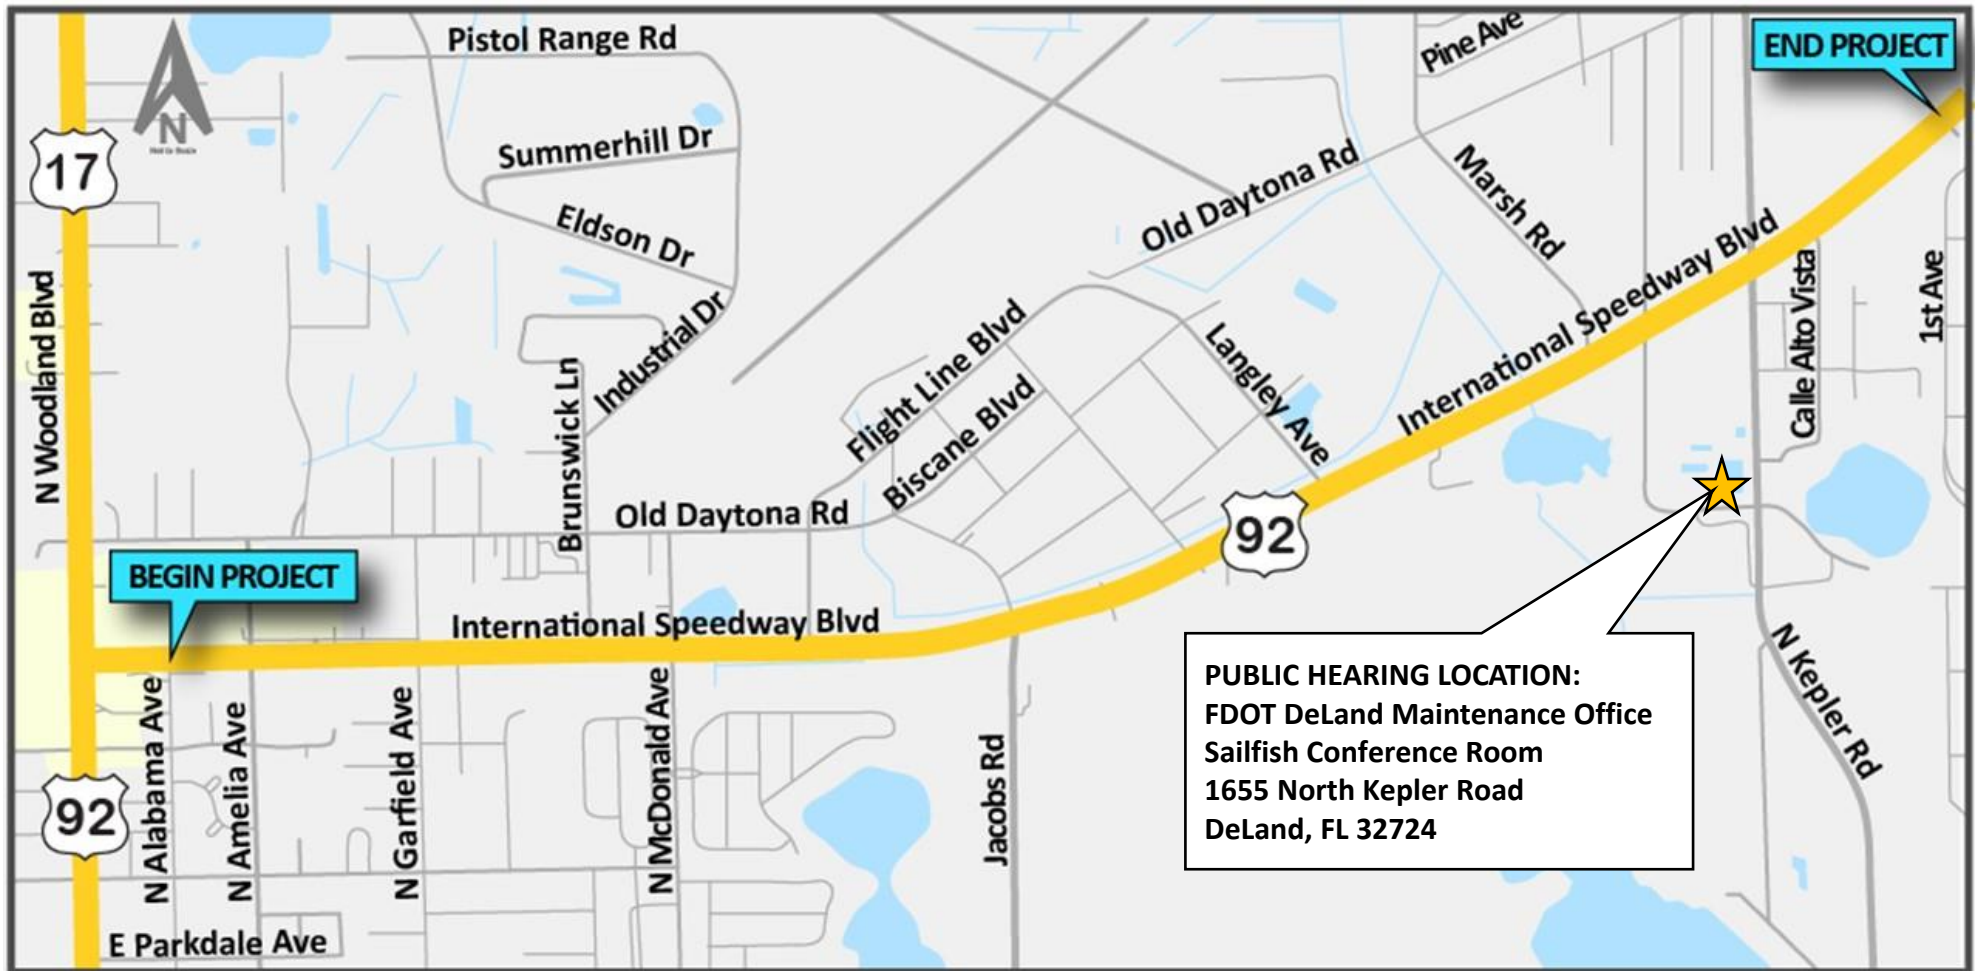 Pistol Range Rd
Pine Ave
END PROJECT
N
Not to Scale
17
Summerhill Dr
Eldson Dr
Old Daytona Rd
Marsh Rd
N Woodland Blvd
Industrial Dr
Brunswick Ln
Flight Line Blvd
Biscane Blvd
Langley Ave
International Speedway Blvd
Calle Alto Vista
1st Ave
Old Daytona Rd
92
BEGIN PROJECT
International Speedway Blvd
N Kepler Rd
PUBLIC HEARING LOCATION:
FDOT DeLand Maintenance Office
Sailfish Conference Room
1655 North Kepler Road
DeLand, FL 32724
92
N Alabama Ave
N Amelia Ave
N Garfield Ave
N McDonald Ave
Jacobs Rd
E Parkdale Ave